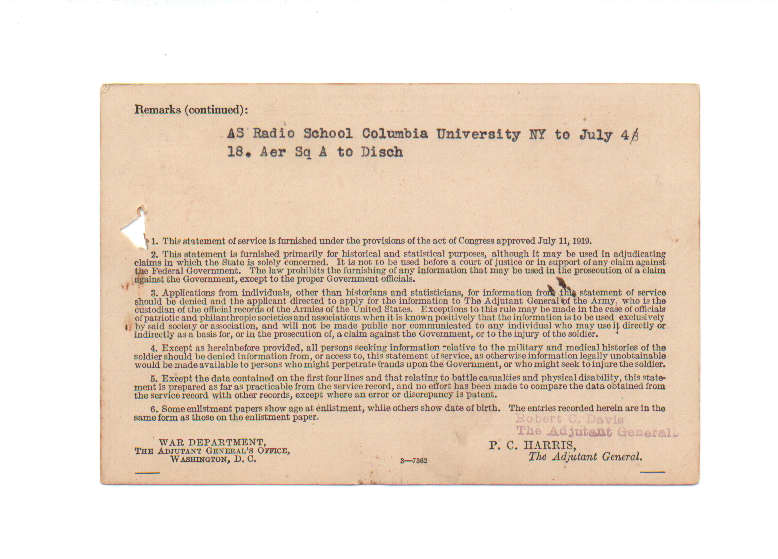 Remarks (continued):
AS Radio School Columbia University NY to July 4/
18. Aer Sq A to Disch
1. This statement of service is furnished under the provisions of the act of Congress approved July 11, 1919.
2. This statement is furnished primarily for historical and statistical purposes, although it may be used in adjudicating
claims in which the State is solely concerned. It is not to be used before a court of justice or in support of any claim against
the Federal Government. The law prohibits the furnishing of any information that may be used in the prosecution of a claim
against the Government, except to the proper Government officials.
3. Applications from individuals, other than historians and statisticians, for information from this statement of service
should be denied and the applicant directed to apply for the information to The Adjutant General of the Army, who is the
custodian of the official records of the Armies of the United States. Exceptions to this rule may be made in the case of officials
of patriotic and philanthropic societies and associations when it is known positively that the information is to be used exclusively
by said society or association, and will not be made public nor communicated to any individual who may use it directly or
indirectly as a basis for, or in the prosecution of, a claim against the Government, or to the injury of the soldier.
4. Except as hereinbefore provided, all persons seeking information relative to the military and medical histories of the
soldier should be denied information from, or access to, this statement of service, as otherwise information legally unobtainable
would be made available to persons who might perpetrate frauds upon the Government, or who might seek to injure the soldier.
5. Except the data contained on the first four lines and that relating to battle casualties and physical disability, this state-
ment is prepared as far as practicable from the service record, and no effort has been made to compare the data obtained from
the service record with other records, except where an error or discrepancy is patent.
6. Some enlistment papers show age at enlistment, while others show date of birth. The entries recorded herein are in the
same form as those on the enlistment paper.
Robert C. Davis
The Adjutant General.
WAR DEPARTMENT,
THE ADJUTANT GENERAL'S OFFICE,
WASHINGTON, D. C.
3—7362
P. C. HARRIS,
The Adjutant General.